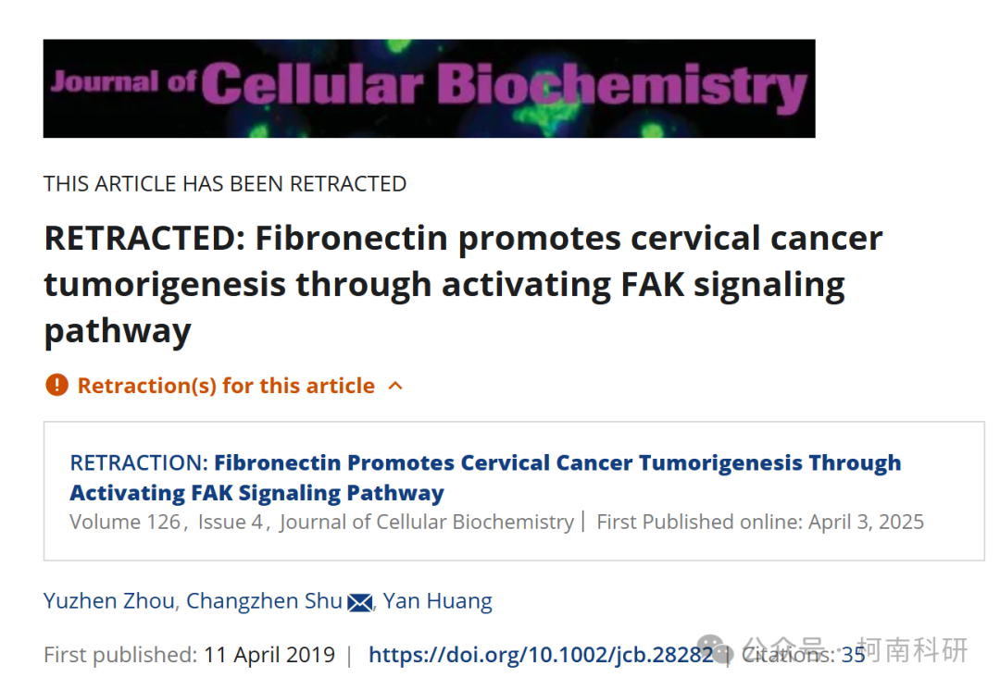 Journal of Cellular Biochemistry
THIS ARTICLE HAS BEEN RETRACTED
RETRACTED: Fibronectin promotes cervical cancer
tumorigenesis through activating FAK signaling
pathway
Retraction(s) for this article
RETRACTION: Fibronectin Promotes Cervical Cancer Tumorigenesis Through
Activating FAK Signaling Pathway
Volume 126, Issue 4, Journal of Cellular Biochemistry | First Published online: April 3, 2025
Yuzhen Zhou, Changzhen Shu, Yan Huang
First published: 11 April 2019 | https://doi.org/10.1002/jcb.28282 | Citations: 35
公众号 · 柯南科研